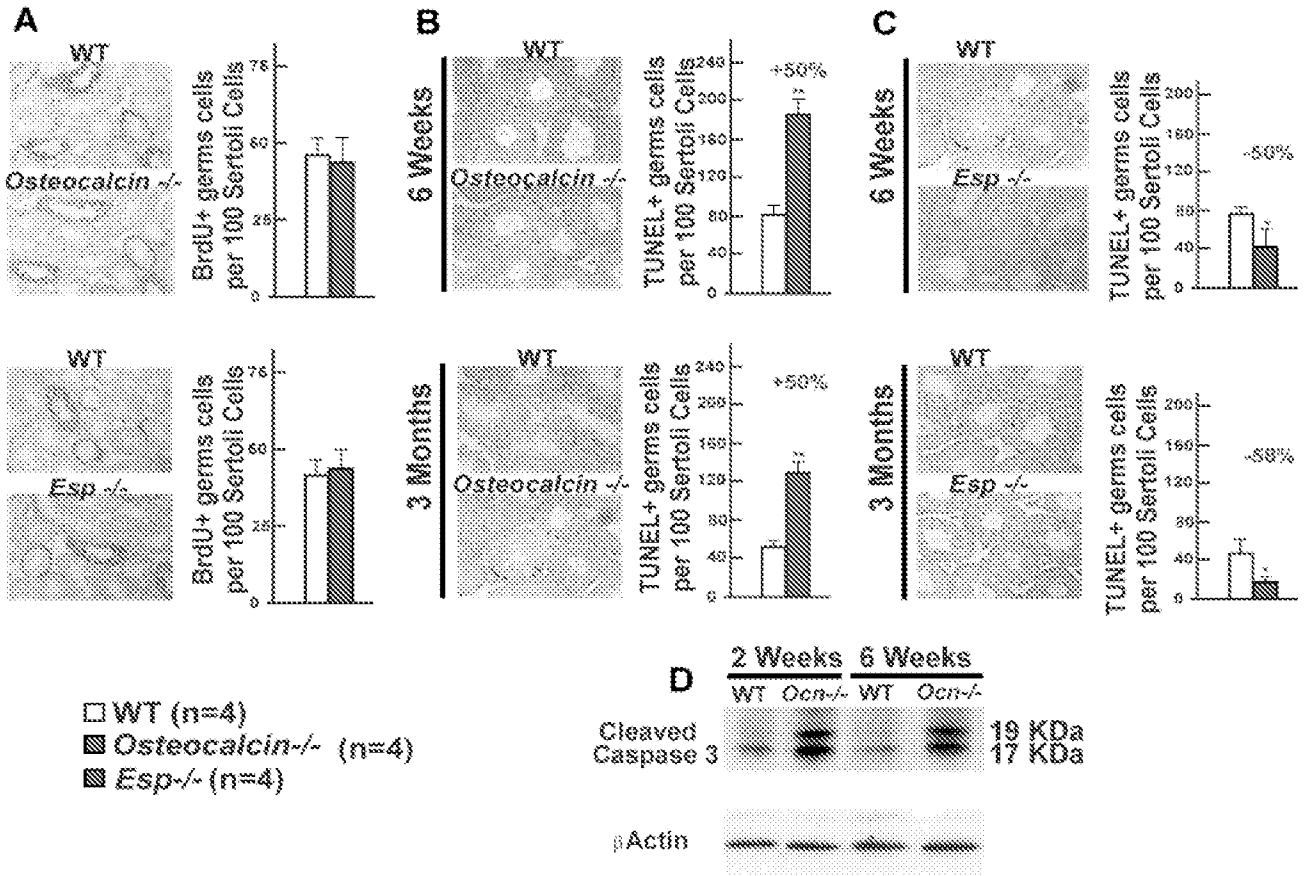 A
WT
Osteocalcin -/-
BrdU+ germs cells
per 100 Sertoli Cells
75
50
25
0
WT
Esp -/-
BrdU+ germs cells
per 100 Sertoli Cells
75
50
25
0
B
6 Weeks
WT
Osteocalcin -/-
TUNEL+ germs cells
per 100 Sertoli Cells
240
200
160
120
80
40
0
+50%
**
3 Months
WT
Osteocalcin -/-
TUNEL+ germs cells
per 100 Sertoli Cells
240
200
160
120
80
40
0
+50%
**
C
6 Weeks
WT
Esp -/-
TUNEL+ germs cells
per 100 Sertoli Cells
200
160
120
80
40
0
-50%
*
3 Months
WT
Esp -/-
TUNEL+ germs cells
per 100 Sertoli Cells
200
160
120
80
40
0
-58%
*
WT (n=4)
Osteocalcin-/- (n=4)
Esp-/- (n=4)
D
2 Weeks 6 Weeks
WT Ocn-/- WT Ocn-/-
Cleaved
Caspase 3
19 KDa
17 KDa
βActin